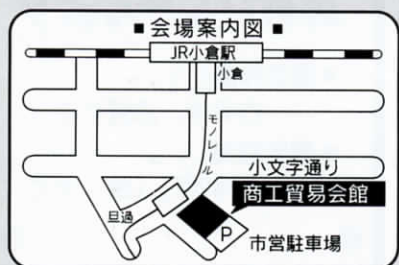 ■会場案内図■
JR小倉駅
小倉
モノレール
小文字通り
商工貿易会館
旦過
P
市営駐車場